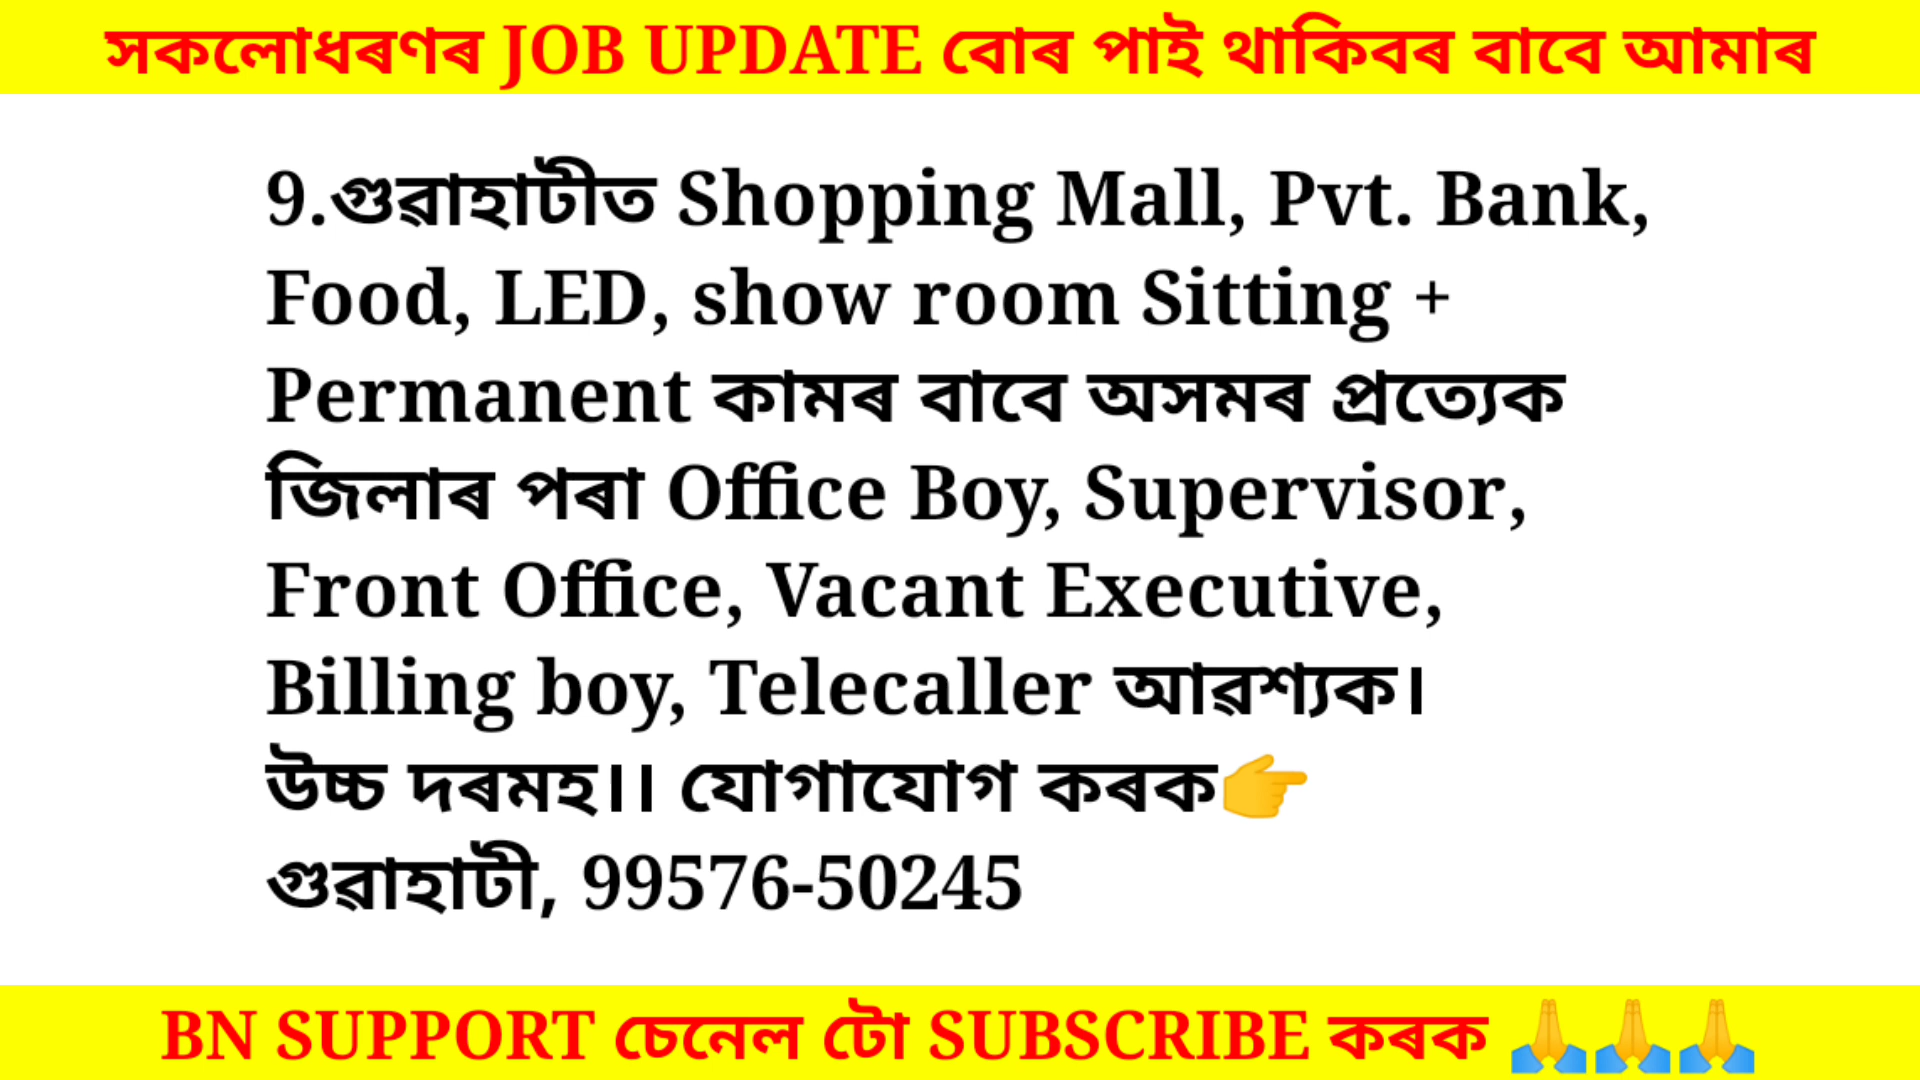 সকলোধৰণৰ JOB UPDATE বোৰ পাই থাকিবৰ বাবে আমাৰ
9.গুৱাহাটীত Shopping Mall, Pvt. Bank,
Food, LED, show room Sitting +
Permanent কামৰ বাবে অসমৰ প্ৰত্যেক
জিলাৰ পৰা Office Boy, Supervisor,
Front Office, Vacant Executive,
Billing boy, Telecaller আৱশ্যক।
উচ্চ দৰমহ।। যোগাযোগ কৰক👉
গুৱাহাটী, 99576-50245
BN SUPPORT চেনেল টো SUBSCRIBE কৰক 🙏🙏🙏